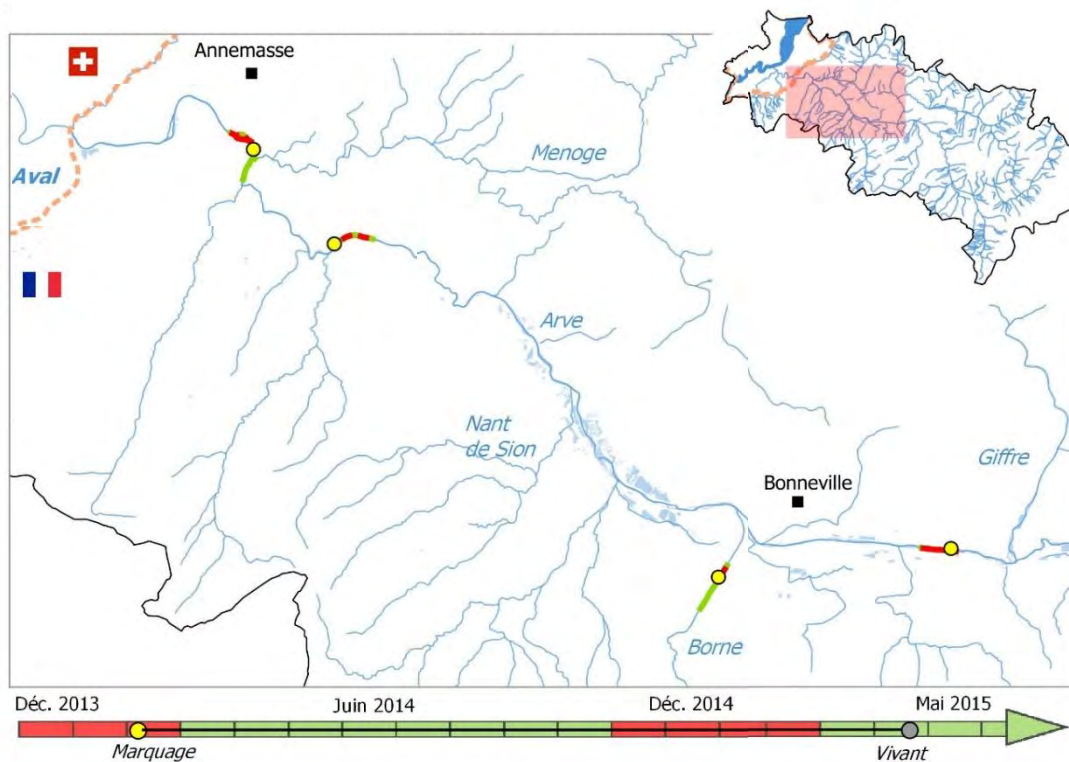 Annemasse
Menoge
Aval
Arve
Nant
de Sion
Bonneville
Giffre
Borne
Déc. 2013
Juin 2014
Déc. 2014
Mai 2015
Marquage
Vivant